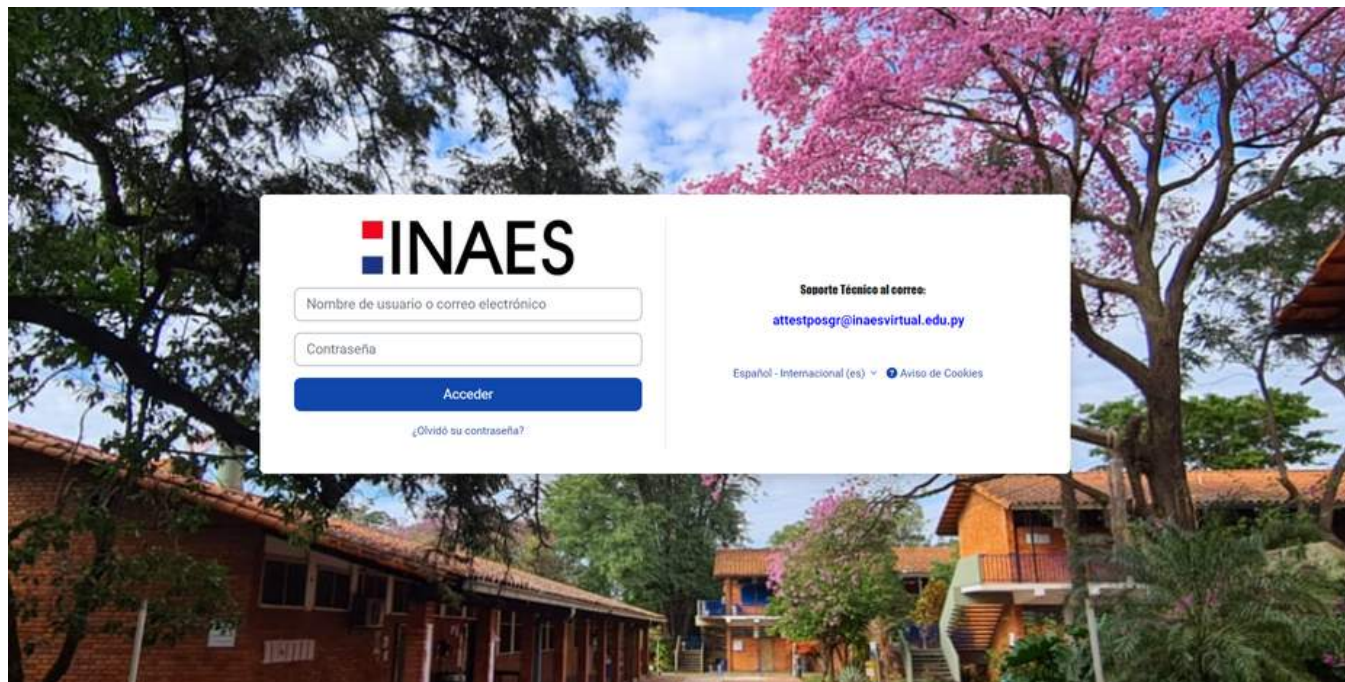 INAES
Nombre de usuario o correo electrónico
Contraseña
Acceder
¿Olvidó su contraseña?
Soporte Técnico al correo:
attestposgr@inaesvirtual.edu.py
Español - Internacional (es)
Aviso de Cookies